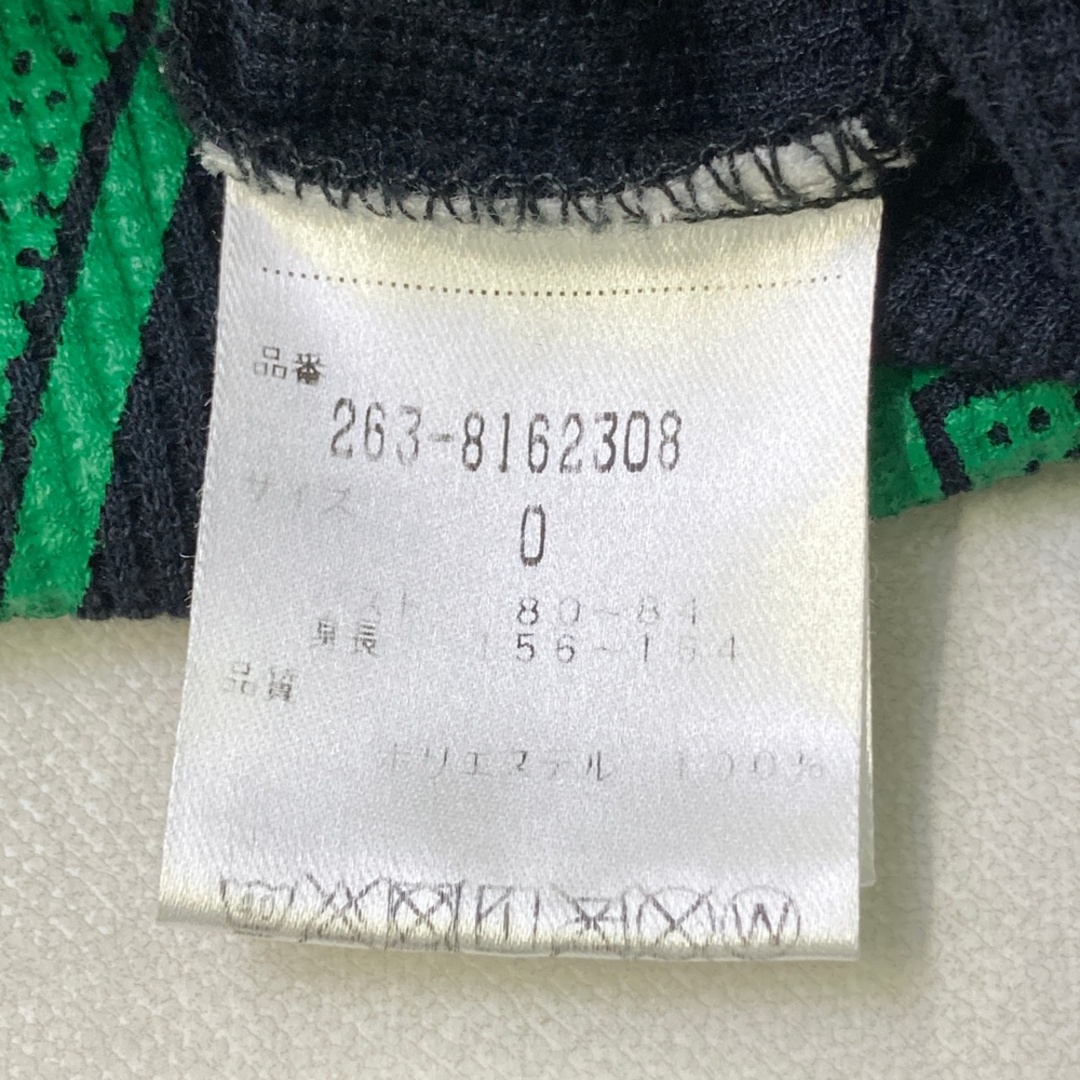 品番
263-8162308
サイズ
0
バスト 80~84
身長 156~164
品質
ポリエステル 100%